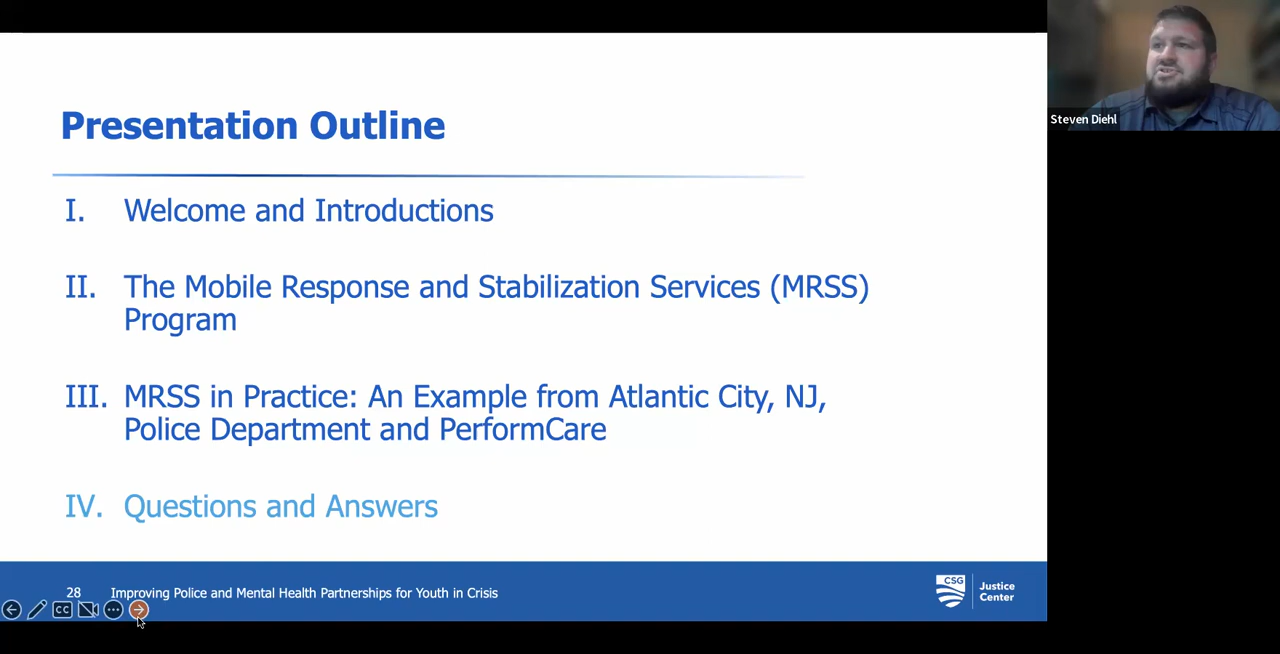 Presentation Outline
I. Welcome and Introductions
II. The Mobile Response and Stabilization Services (MRSS)
Program
III. MRSS in Practice: An Example from Atlantic City, NJ,
Police Department and PerformCare
IV. Questions and Answers
28 Improving Police and Mental Health Partnerships for Youth in Crisis
CC
CSG
Justice
Center
Steven Diehl